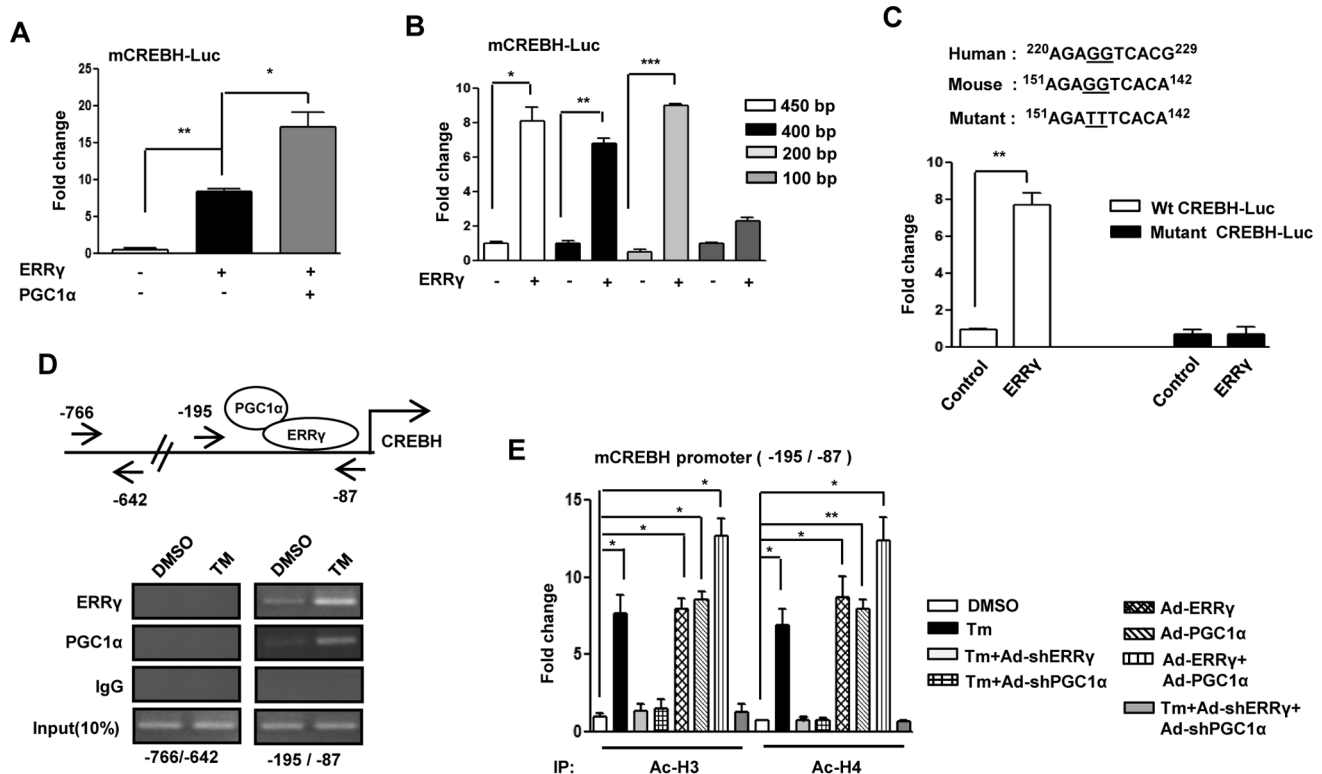 A
mCREBH-Luc
Fold change
25
20
15
10
5
0
**
*
ERRγ - + +
PGC1α - - +
B
mCREBH-Luc
Fold change
10
8
6
4
2
0
*
**
***
450 bp
400 bp
200 bp
100 bp
ERRγ - + - + - + - +
C
Human : ²²⁰AGAGGTCACG²²⁹
Mouse : ¹⁵¹AGAGGTCACA¹⁴²
Mutant : ¹⁵¹AGATTTCACA¹⁴²
Fold change
10
8
6
4
2
0
**
Wt CREBH-Luc
Mutant CREBH-Luc
Control ERRγ Control ERRγ
D
-766
-195
PGC1α
ERRγ
CREBH
-642
-87
DMSO TM DMSO TM
ERRγ
PGC1α
IgG
Input(10%)
-766/-642 -195 / -87
E
mCREBH promoter ( -195 / -87 )
Fold change
15
10
5
0
* * * *
* * ** *
IP: Ac-H3 Ac-H4
DMSO
Tm
Tm+Ad-shERRγ
Tm+Ad-shPGC1α
Ad-ERRγ
Ad-PGC1α
Ad-ERRγ+
Ad-PGC1α
Tm+Ad-shERRγ+
Ad-shPGC1α